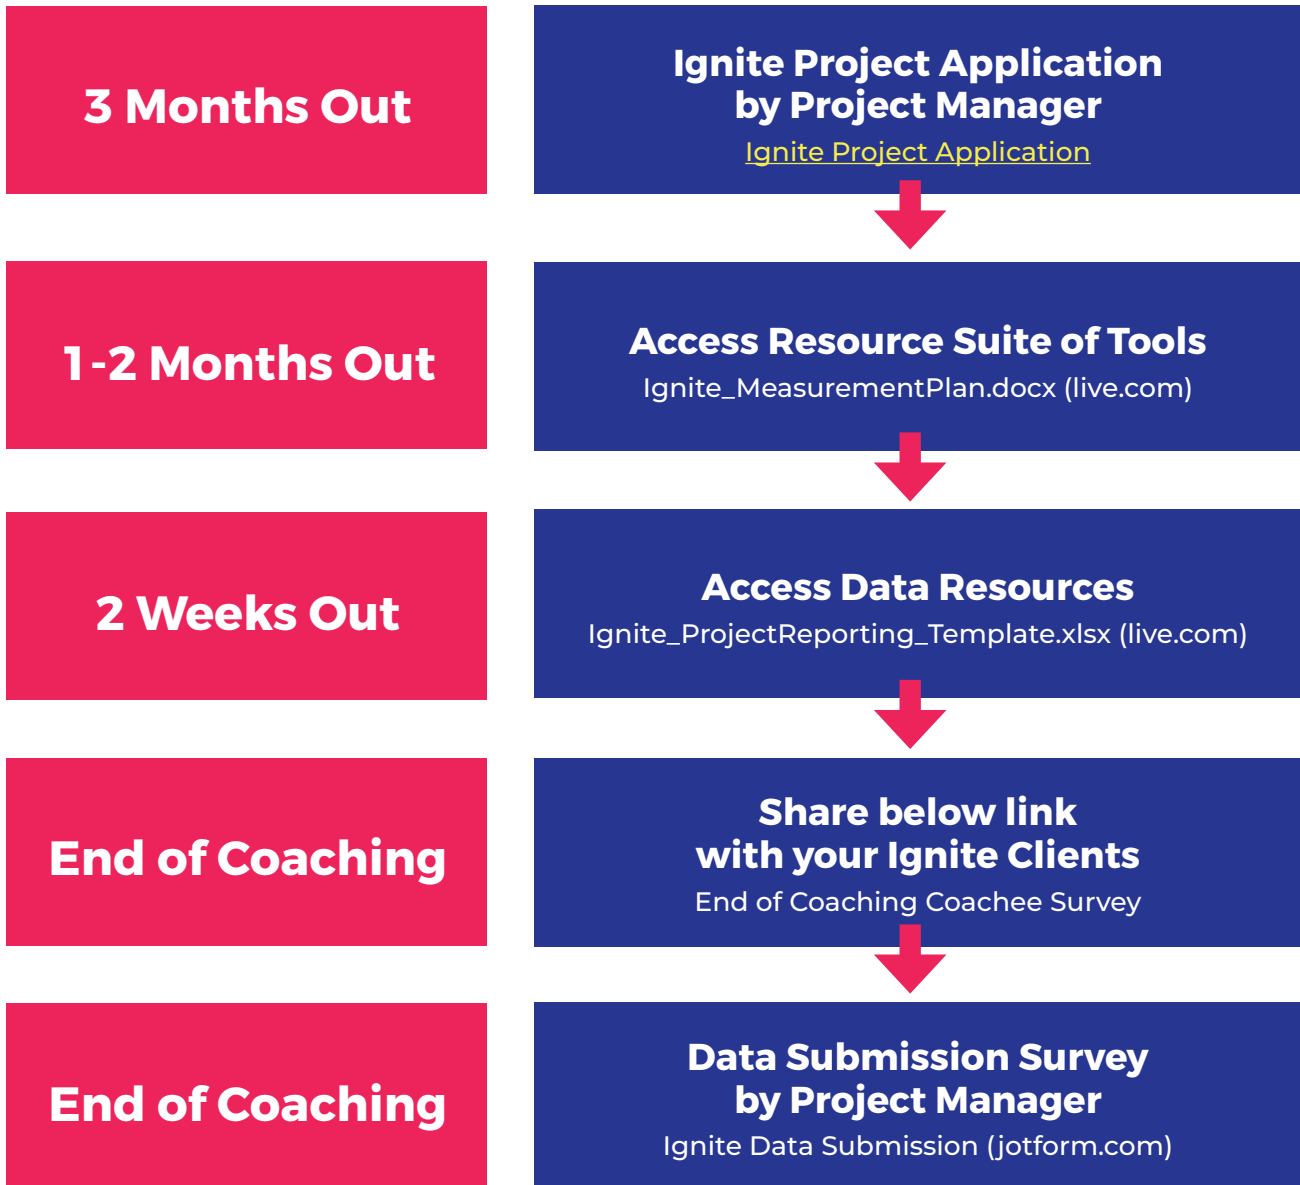 3 Months Out
Ignite Project Application
by Project Manager
Ignite Project Application
1-2 Months Out
Access Resource Suite of Tools
Ignite_MeasurementPlan.docx (live.com)
2 Weeks Out
Access Data Resources
Ignite_ProjectReporting_Template.xlsx (live.com)
End of Coaching
Share below link
with your Ignite Clients
End of Coaching Coachee Survey
End of Coaching
Data Submission Survey
by Project Manager
Ignite Data Submission (jotform.com)